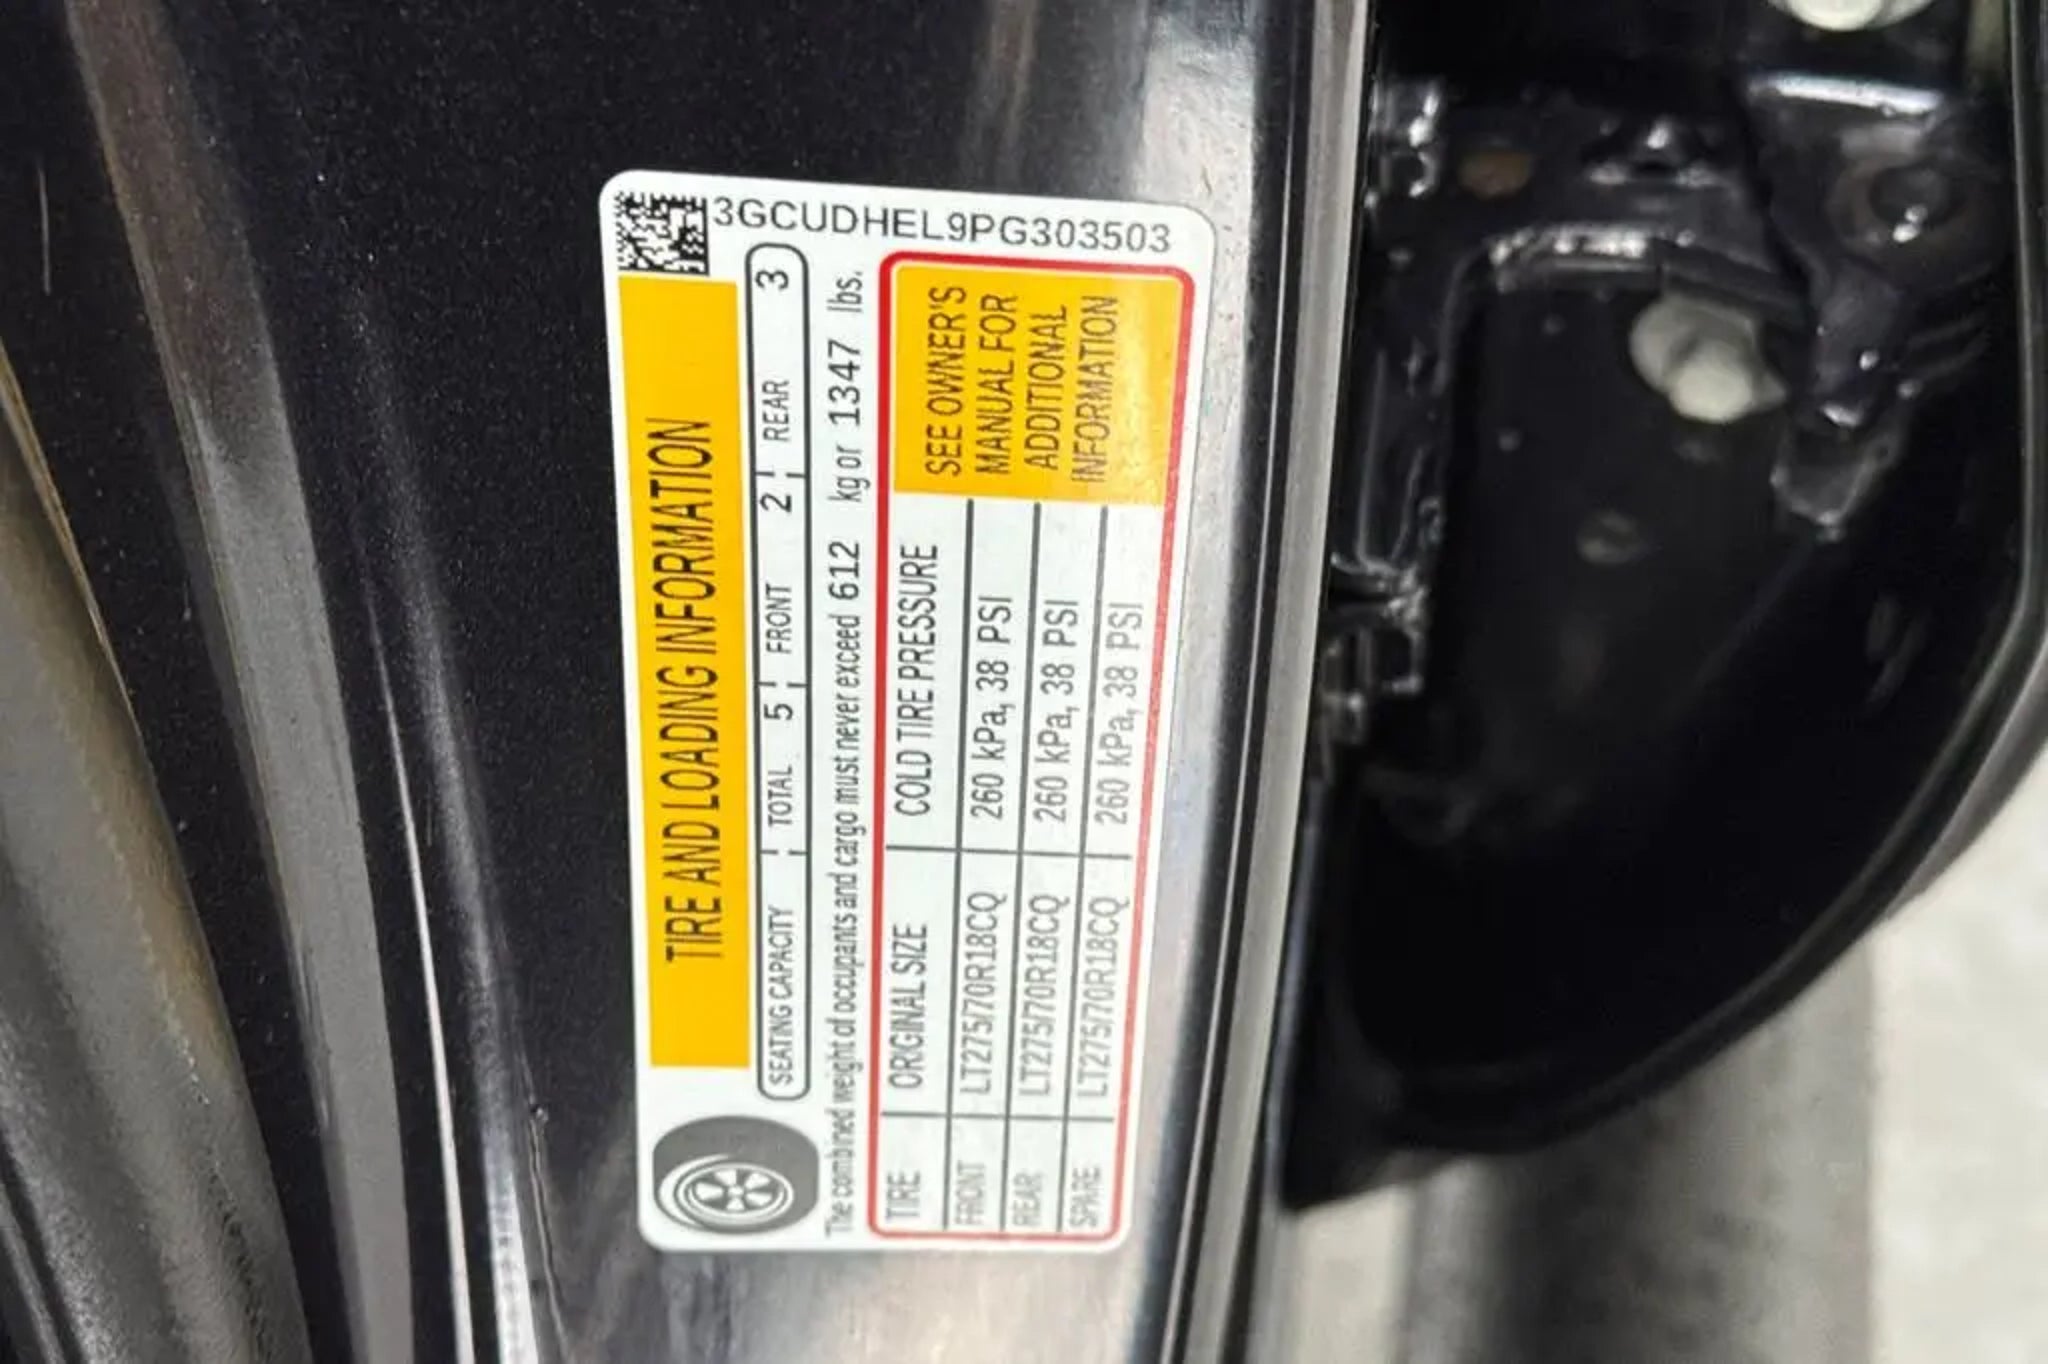 3GCUDHEL9PG303503
TIRE AND LOADING INFORMATION
SEATING CAPACITY TOTAL 5 FRONT 2 REAR 3
The combined weight of occupants and cargo must never exceed 612 kg or 1347 lbs.
TIRE ORIGINAL SIZE COLD TIRE PRESSURE
FRONT LT275/70R18CQ 260 kPa, 38 PSI
REAR LT275/70R18CQ 260 kPa, 38 PSI
SPARE LT275/70R18CQ 260 kPa, 38 PSI
SEE OWNER'S
MANUAL FOR
ADDITIONAL
INFORMATION